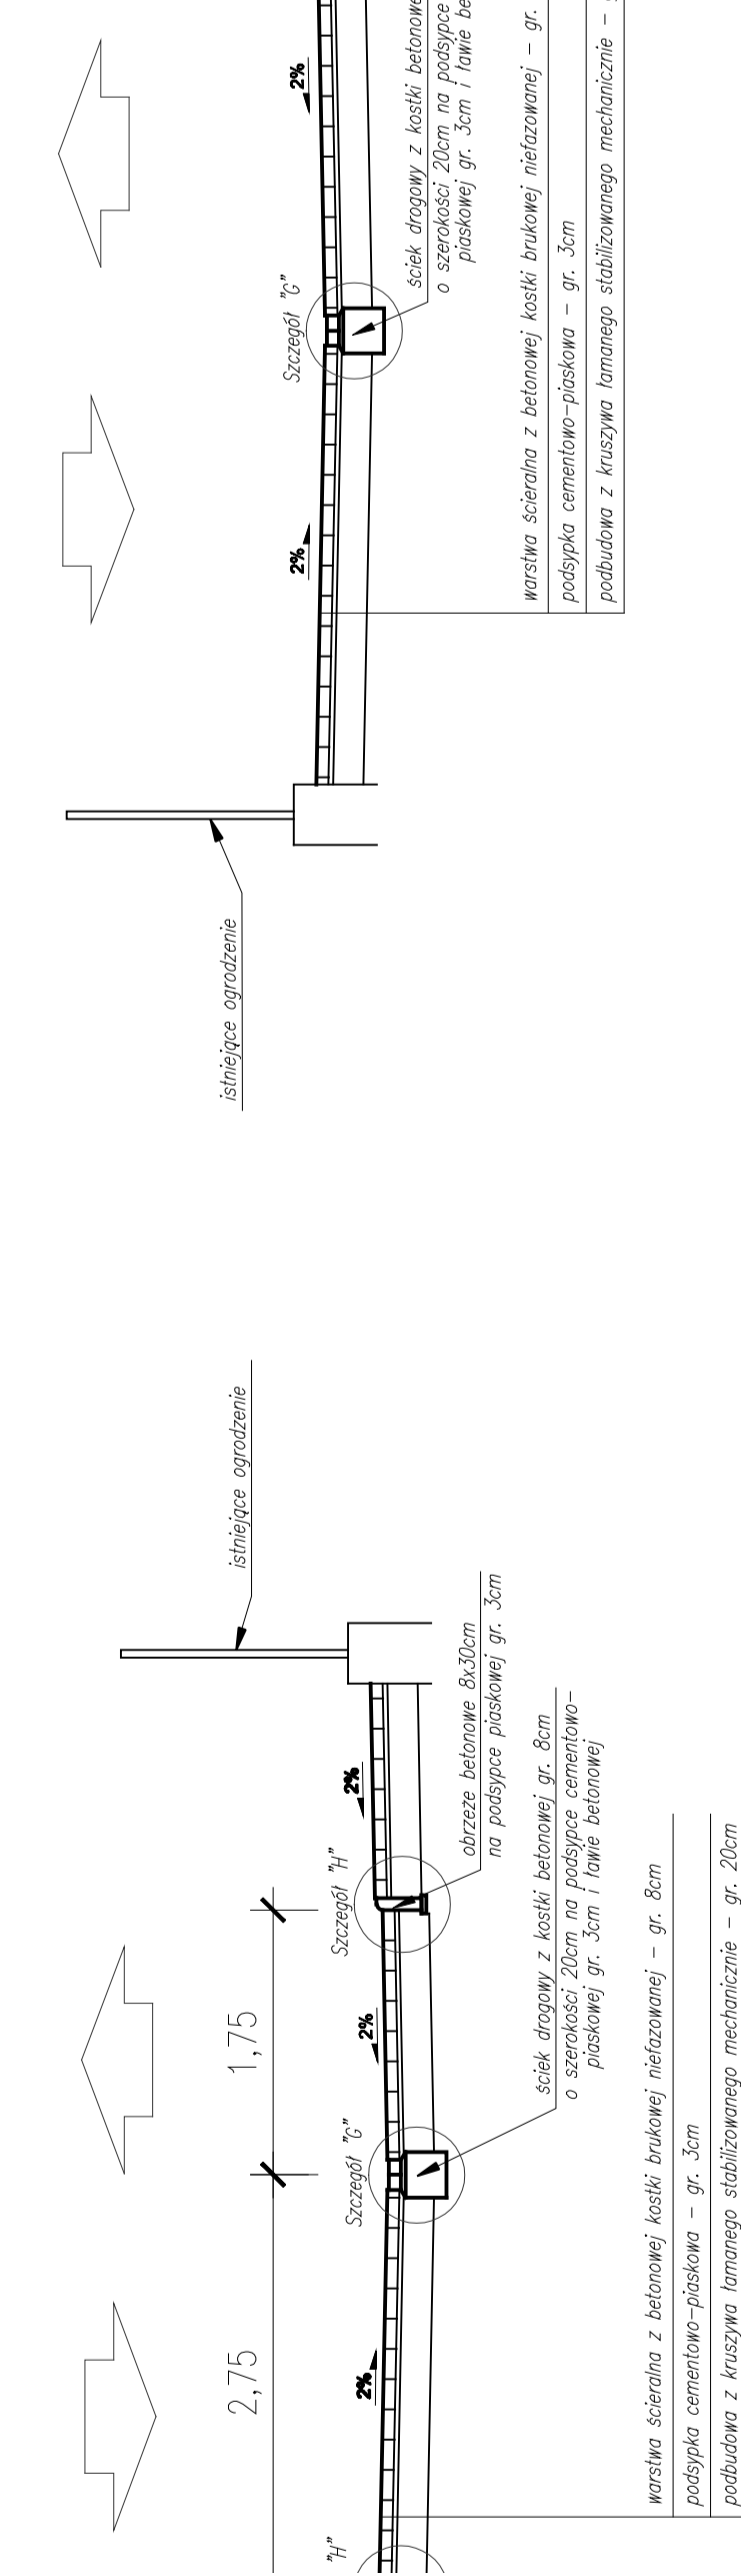 2%
ściek drogowy z kostki betonowe
o szerokości 20cm na podsypce
piaskowej gr. 3cm i ławie be
Szczegół "G"
2%
warstwa ścieralna z betonowej kostki brukowej niefazowanej - gr.
podsypka cementowo-piaskowa - gr. 3cm
podbudowa z kruszywa łamanego stabilizowanego mechanicznie -
istniejące ogrodzenie
istniejące ogrodzenie
obrzeże betonowe 8x30cm
na podsypce piaskowej gr. 3cm
2%
Szczegół "H"
1,75
2%
ściek drogowy z kostki betonowej gr. 8cm
o szerokości 20cm na podsypce cementowo-
piaskowej gr. 3cm i ławie betonowej
Szczegół "G"
2,75
2%
warstwa ścieralna z betonowej kostki brukowej niefazowanej - gr. 8cm
podsypka cementowo-piaskowa - gr. 3cm
podbudowa z kruszywa łamanego stabilizowanego mechanicznie - gr. 20cm
"H"